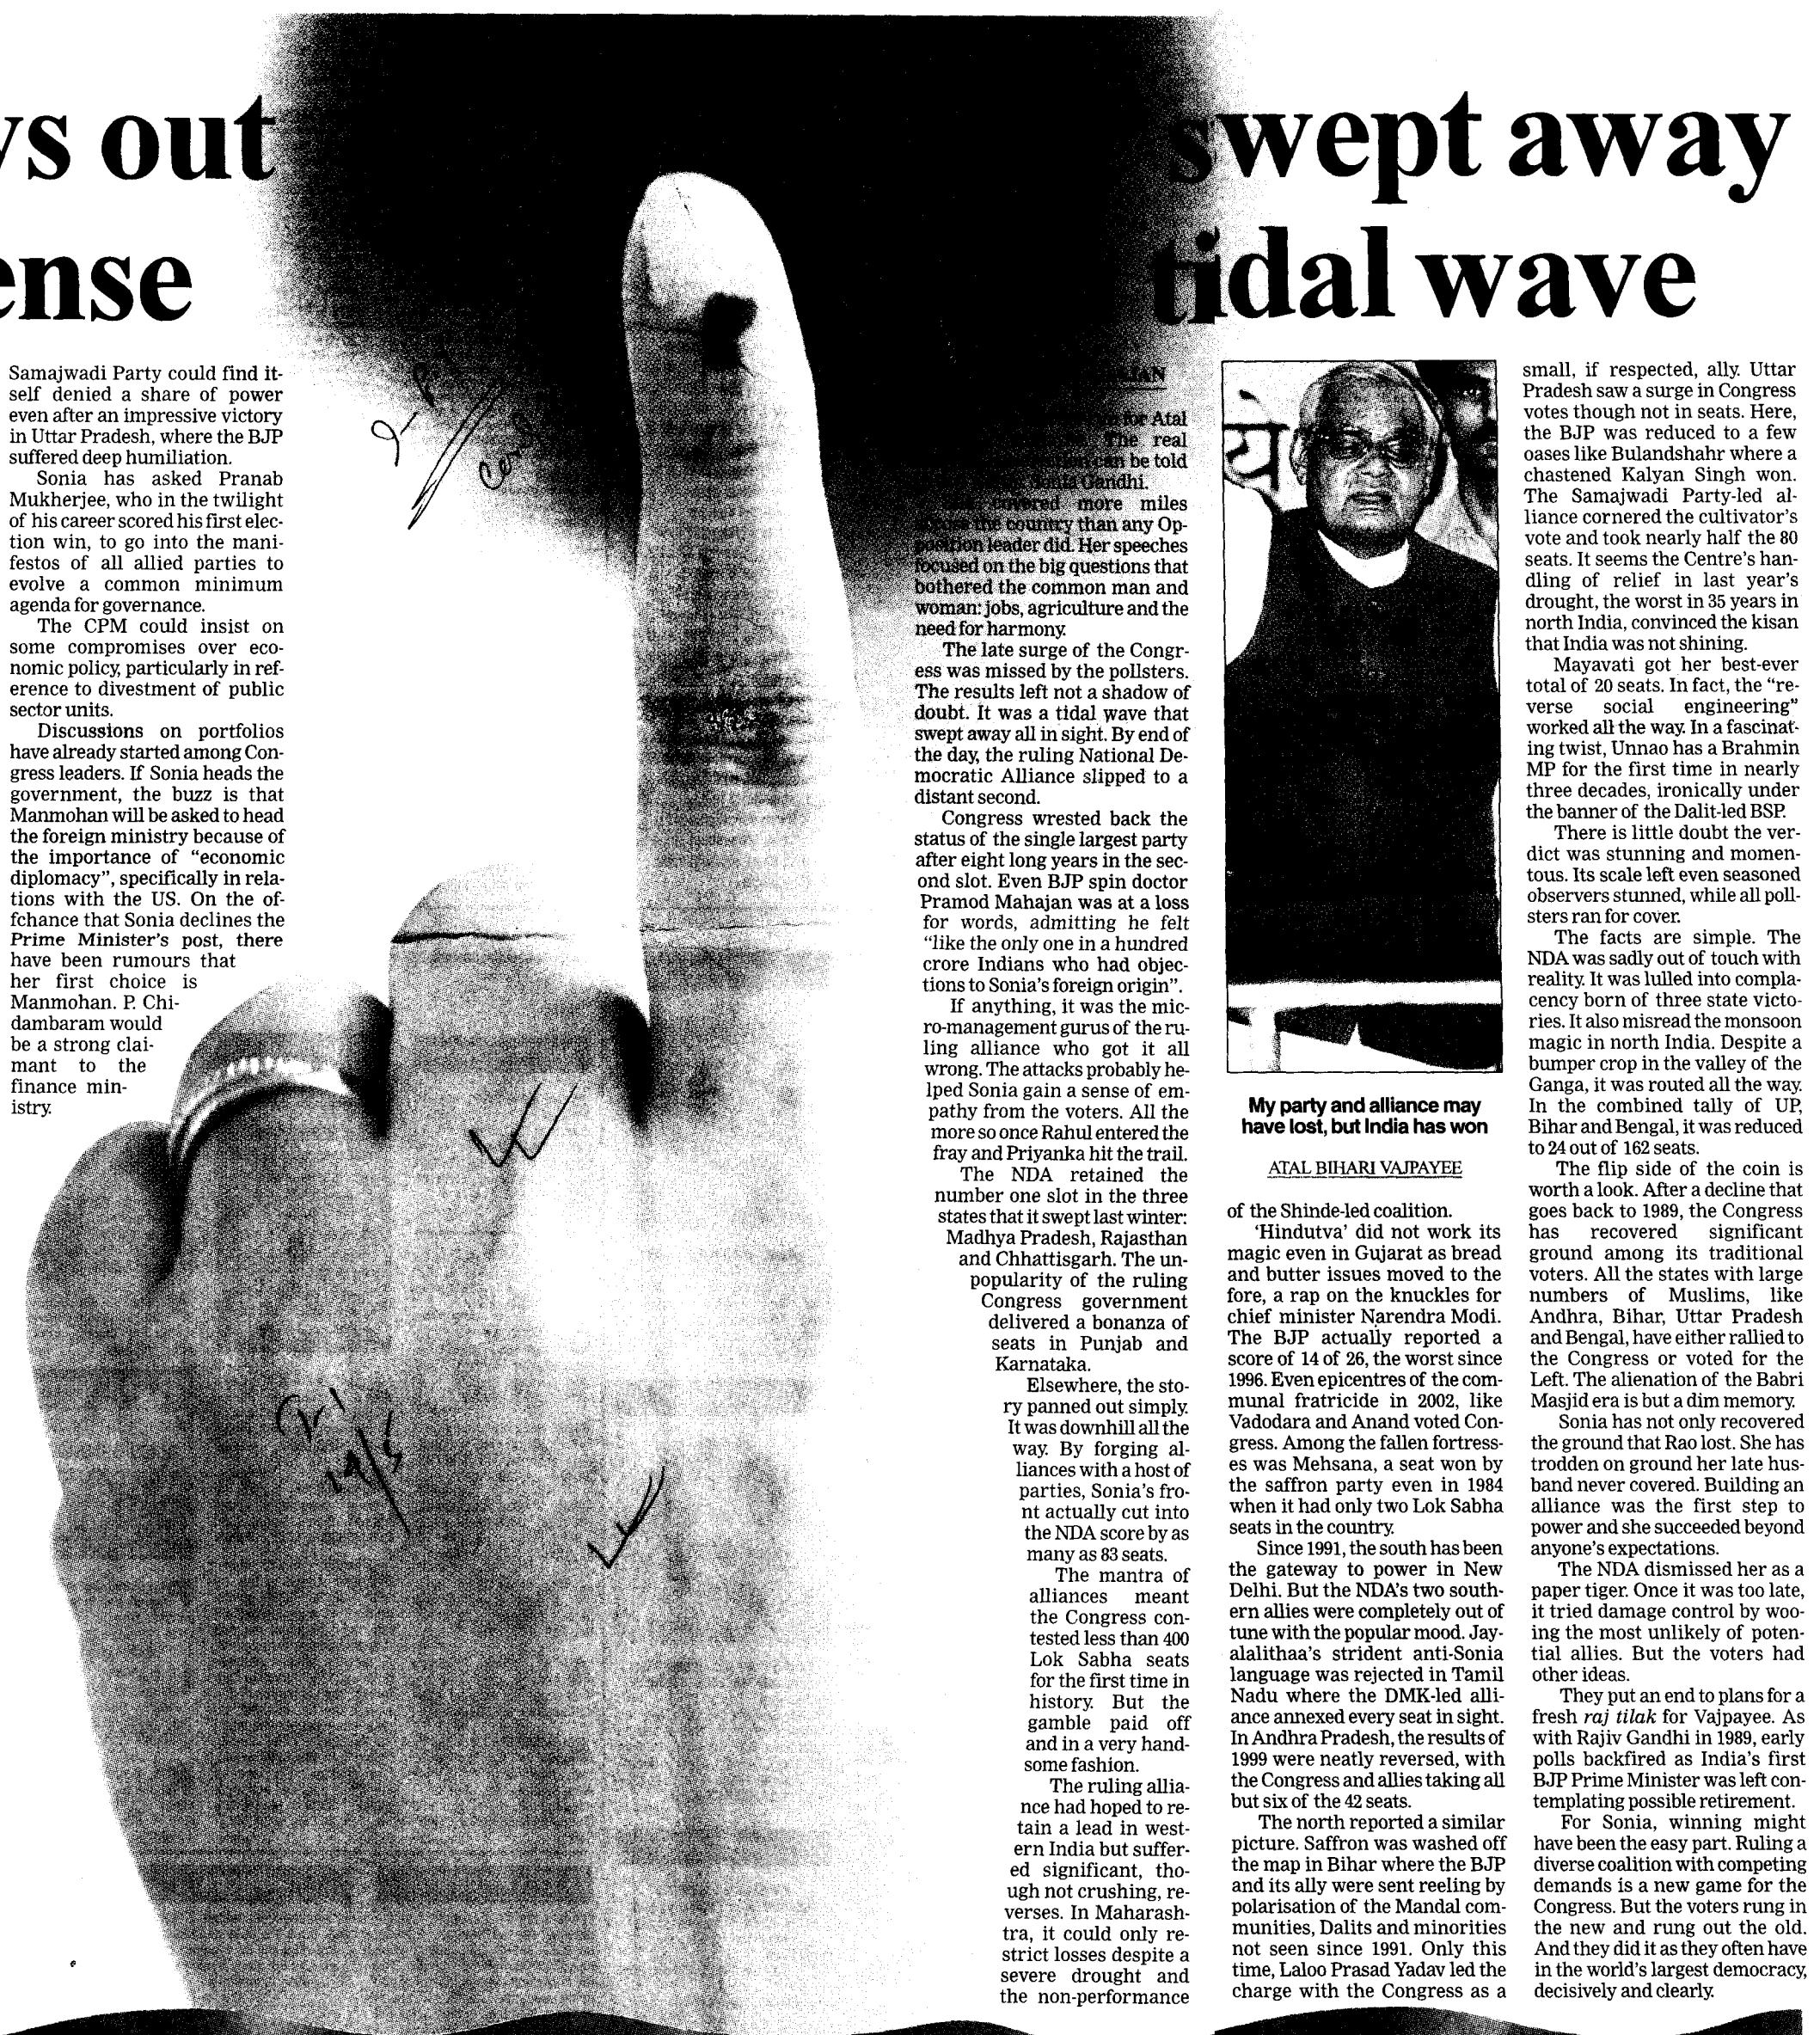 ys out
ense
swept away
tidal wave
Samajwadi Party could find it-
self denied a share of power
even after an impressive victory
in Uttar Pradesh, where the BJP
suffered deep humiliation.
Sonia has asked Pranab
Mukherjee, who in the twilight
of his career scored his first elec-
tion win, to go into the mani-
festos of all allied parties to
evolve a common minimum
agenda for governance.
The CPM could insist on
some compromises over eco-
nomic policy, particularly in ref-
erence to divestment of public
sector units.
Discussions on portfolios
have already started among Con-
gress leaders. If Sonia heads the
government, the buzz is that
Manmohan will be asked to head
the foreign ministry because of
the importance of "economic
diplomacy", specifically in rela-
tions with the US. On the of-
fchance that Sonia declines the
Prime Minister's post, there
have been rumours that
her first choice is
Manmohan. P. Chi-
dambaram would
be a strong clai-
mant to the
finance min-
istry.
for Atal
The real
can be told
Sonia Gandhi.
covered more miles
across the country than any Op-
position leader did. Her speeches
focused on the big questions that
bothered the common man and
woman: jobs, agriculture and the
need for harmony.
The late surge of the Congr-
ess was missed by the pollsters.
The results left not a shadow of
doubt. It was a tidal wave that
swept away all in sight. By end of
the day, the ruling National De-
mocratic Alliance slipped to a
distant second.
Congress wrested back the
status of the single largest party
after eight long years in the sec-
ond slot. Even BJP spin doctor
Pramod Mahajan was at a loss
for words, admitting he felt
"like the only one in a hundred
crore Indians who had objec-
tions to Sonia's foreign origin".
If anything, it was the mic-
ro-management gurus of the ru-
ling alliance who got it all
wrong. The attacks probably he-
lped Sonia gain a sense of em-
pathy from the voters. All the
more so once Rahul entered the
fray and Priyanka hit the trail.
The NDA retained the
number one slot in the three
states that it swept last winter:
Madhya Pradesh, Rajasthan
and Chhattisgarh. The un-
popularity of the ruling
Congress government
delivered a bonanza of
seats in Punjab and
Karnataka.
Elsewhere, the sto-
ry panned out simply.
It was downhill all the
way. By forging al-
liances with a host of
parties, Sonia's fro-
nt actually cut into
the NDA score by as
many as 83 seats.
The mantra of
alliances meant
the Congress con-
tested less than 400
Lok Sabha seats
for the first time in
history. But the
gamble paid off
and in a very hand-
some fashion.
The ruling allia-
nce had hoped to re-
tain a lead in west-
ern India but suffer-
ed significant, tho-
ugh not crushing, re-
verses. In Maharash-
tra, it could only re-
strict losses despite a
severe drought and
the non-performance
My party and alliance may
have lost, but India has won
ATAL BIHARI VAJPAYEE
of the Shinde-led coalition.
'Hindutva' did not work its
magic even in Gujarat as bread
and butter issues moved to the
fore, a rap on the knuckles for
chief minister Narendra Modi.
The BJP actually reported a
score of 14 of 26, the worst since
1996. Even epicentres of the com-
munal fratricide in 2002, like
Vadodara and Anand voted Con-
gress. Among the fallen fortress-
es was Mehsana, a seat won by
the saffron party even in 1984
when it had only two Lok Sabha
seats in the country.
Since 1991, the south has been
the gateway to power in New
Delhi. But the NDA's two south-
ern allies were completely out of
tune with the popular mood. Jay-
alalithaa's strident anti-Sonia
language was rejected in Tamil
Nadu where the DMK-led alli-
ance annexed every seat in sight.
In Andhra Pradesh, the results of
1999 were neatly reversed, with
the Congress and allies taking all
but six of the 42 seats.
The north reported a similar
picture. Saffron was washed off
the map in Bihar where the BJP
and its ally were sent reeling by
polarisation of the Mandal com-
munities, Dalits and minorities
not seen since 1991. Only this
time, Laloo Prasad Yadav led the
charge with the Congress as a
small, if respected, ally. Uttar
Pradesh saw a surge in Congress
votes though not in seats. Here,
the BJP was reduced to a few
oases like Bulandshahr where a
chastened Kalyan Singh won.
The Samajwadi Party-led al-
liance cornered the cultivator's
vote and took nearly half the 80
seats. It seems the Centre's han-
dling of relief in last year's
drought, the worst in 35 years in
north India, convinced the kisan
that India was not shining.
Mayavati got her best-ever
total of 20 seats. In fact, the "re-
verse social engineering"
worked all the way. In a fascinat-
ing twist, Unnao has a Brahmin
MP for the first time in nearly
three decades, ironically under
the banner of the Dalit-led BSP.
There is little doubt the ver-
dict was stunning and momen-
tous. Its scale left even seasoned
observers stunned, while all poll-
sters ran for cover.
The facts are simple. The
NDA was sadly out of touch with
reality. It was lulled into compla-
cency born of three state victo-
ries. It also misread the monsoon
magic in north India. Despite a
bumper crop in the valley of the
Ganga, it was routed all the way.
In the combined tally of UP,
Bihar and Bengal, it was reduced
to 24 out of 162 seats.
The flip side of the coin is
worth a look. After a decline that
goes back to 1989, the Congress
has recovered significant
ground among its traditional
voters. All the states with large
numbers of Muslims, like
Andhra, Bihar, Uttar Pradesh
and Bengal, have either rallied to
the Congress or voted for the
Left. The alienation of the Babri
Masjid era is but a dim memory.
Sonia has not only recovered
the ground that Rao lost. She has
trodden on ground her late hus-
band never covered. Building an
alliance was the first step to
power and she succeeded beyond
anyone's expectations.
The NDA dismissed her as a
paper tiger. Once it was too late,
it tried damage control by woo-
ing the most unlikely of poten-
tial allies. But the voters had
other ideas.
They put an end to plans for a
fresh raj tilak for Vajpayee. As
with Rajiv Gandhi in 1989, early
polls backfired as India's first
BJP Prime Minister was left con-
templating possible retirement.
For Sonia, winning might
have been the easy part. Ruling a
diverse coalition with competing
demands is a new game for the
Congress. But the voters rung in
the new and rung out the old.
And they did it as they often have
in the world's largest democracy,
decisively and clearly.